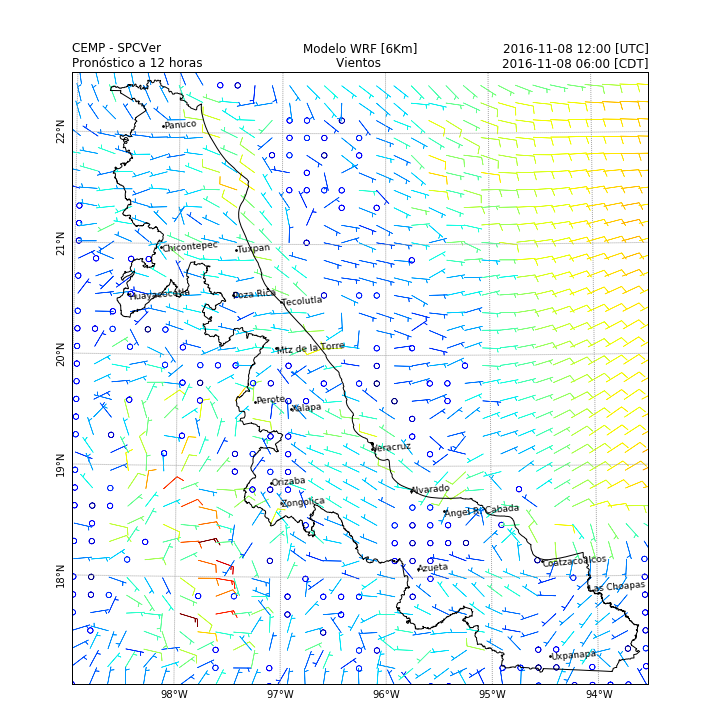 CEMP - SPCVer
Modelo WRF [6Km]
2016-11-08 12:00 [UTC]
Pronóstico a 12 horas
Vientos
2016-11-08 06:00 [CDT]
22°N
Panuco
21°N
Chicontepec
Tuxpan
Huayacocotla
Poza Rica
Tecolutla
20°N
Mtz de la Torre
Perote
Xalapa
19°N
Veracruz
Orizaba
Alvarado
Zongolica
Angel R. Cabada
18°N
Azueta
Coatzacoalcos
Las Choapas
Uxpanapa
98°W
97°W
96°W
95°W
94°W